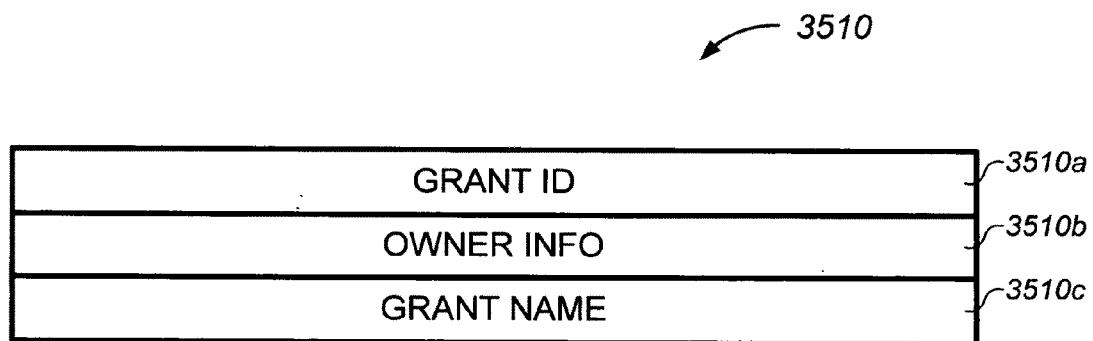 3510
GRANT ID 3510a
OWNER INFO 3510b
GRANT NAME 3510c